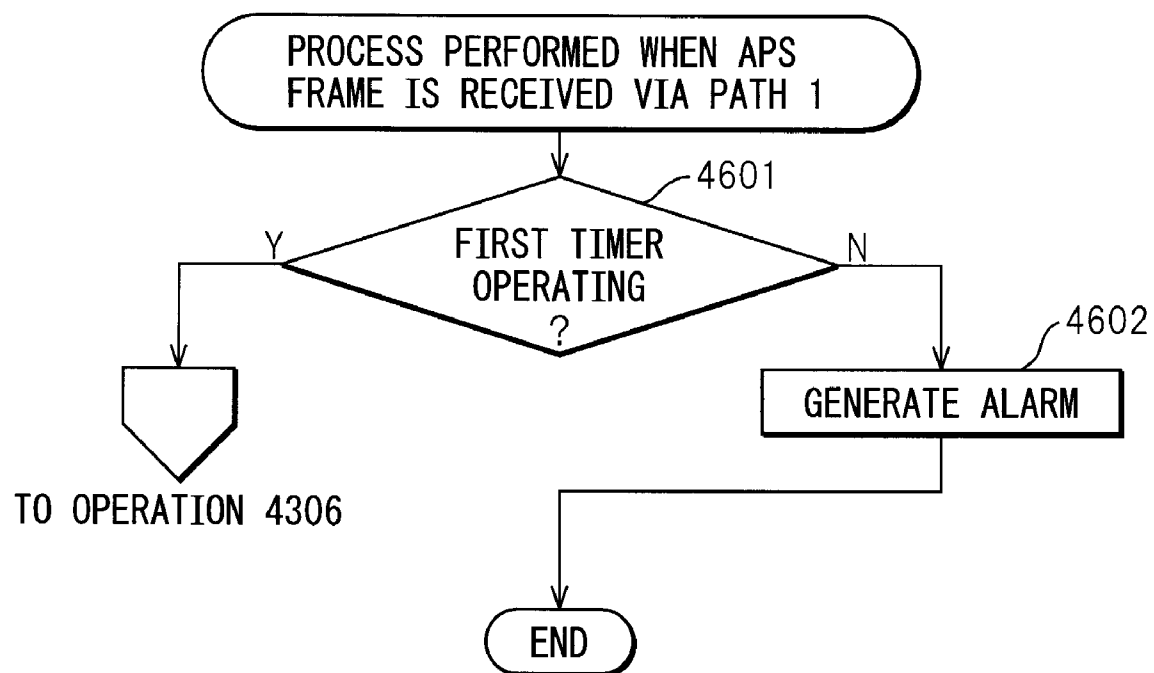 PROCESS PERFORMED WHEN APS
FRAME IS RECEIVED VIA PATH 1
4601
Y
FIRST TIMER
OPERATING
?
N
4602
GENERATE ALARM
TO OPERATION 4306
END